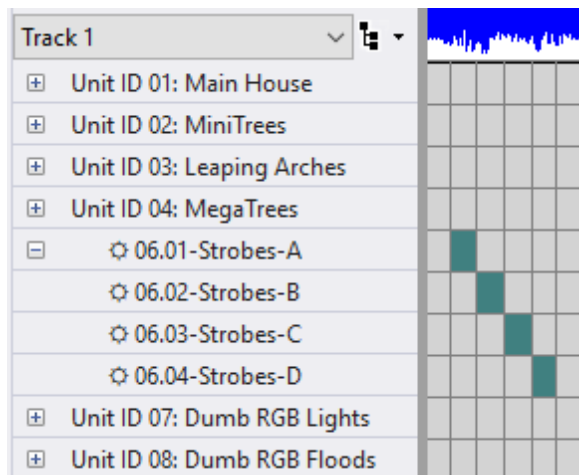 Track 1
Unit ID 01: Main House
Unit ID 02: MiniTrees
Unit ID 03: Leaping Arches
Unit ID 04: MegaTrees
06.01-Strobes-A
06.02-Strobes-B
06.03-Strobes-C
06.04-Strobes-D
Unit ID 07: Dumb RGB Lights
Unit ID 08: Dumb RGB Floods